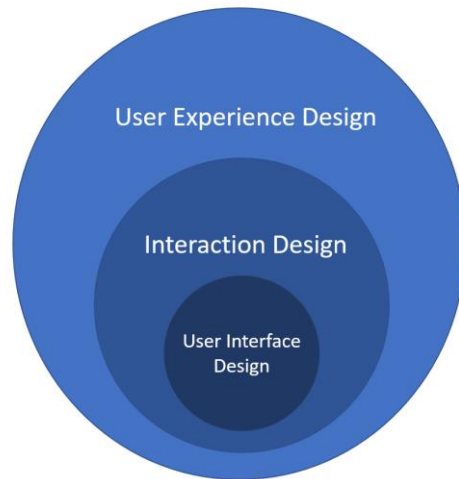 User Experience Design
Interaction Design
User Interface
Design